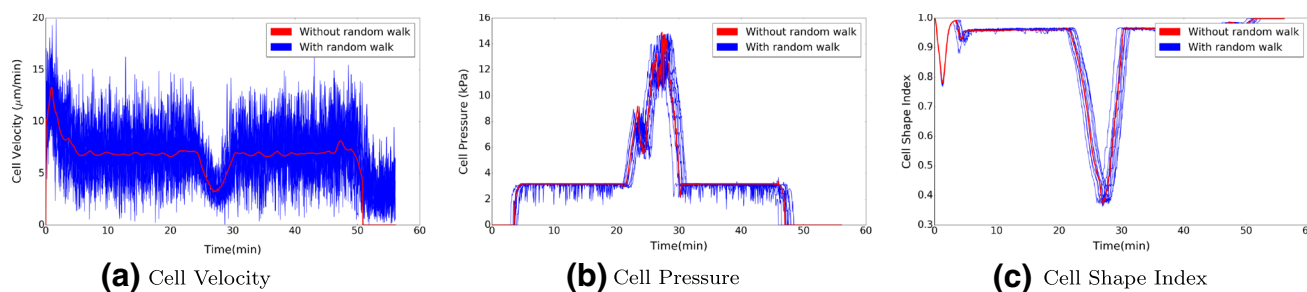 20
15
10
5
0
Cell Velocity (μm/min)
Without random walk
With random walk
0 10 20 30 40 50 60
Time(min)
(a) Cell Velocity
16
14
12
10
8
6
4
2
0
Cell Pressure (kPa)
Without random walk
With random walk
0 10 20 30 40 50 60
Time(min)
(b) Cell Pressure
1.0
0.9
0.8
0.7
0.6
0.5
0.4
0.3
Cell Shape Index
Without random walk
With random walk
0 10 20 30 40 50 60
Time(min)
(c) Cell Shape Index